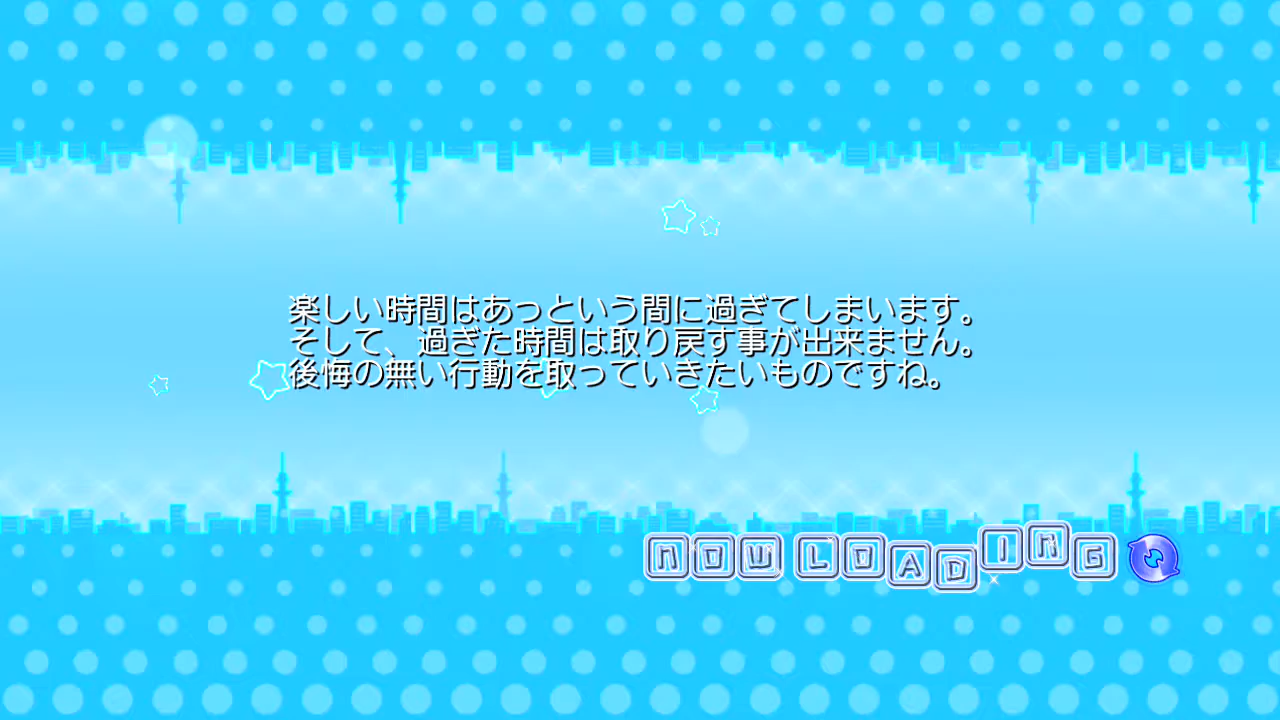 楽しい時間はあっという間に過ぎてしまいます。
そして、過ぎた時間は取り戻す事が出来ません。
後悔の無い行動を取っていきたいものですね。
NOW LOADING